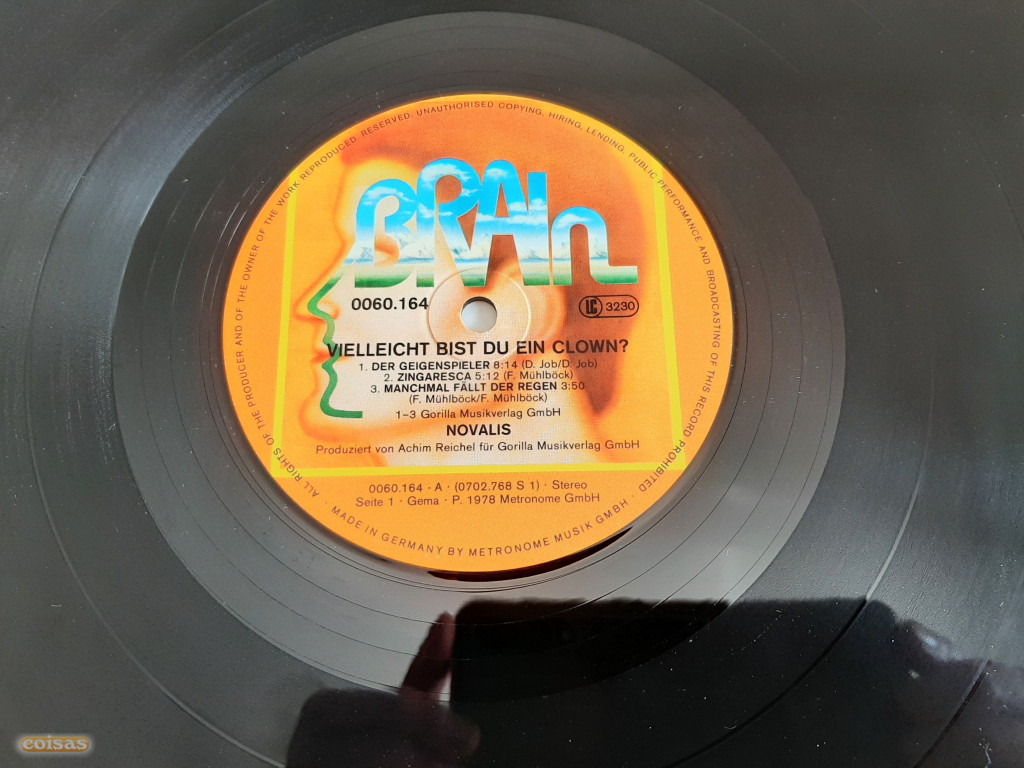 ALL RIGHTS OF THE PRODUCER AND OF THE OWNER OF THE WORK REPRODUCED RESERVED. UNAUTHORISED COPYING, HIRING, LENDING, PUBLIC PERFORMANCE AND BROADCASTING OF THIS RECORD PROHIBITED
BRAIN
0060.164
LC 3230
VIELLEICHT BIST DU EIN CLOWN?
1. DER GEIGENSPIELER 8:14 (D. Job/D. Job)
2. ZINGARESCA 5:12 (F. Mühlböck)
3. MANCHMAL FÄLLT DER REGEN 3:50
(F. Mühlböck/F. Mühlböck)
1–3 Gorilla Musikverlag GmbH
NOVALIS
Produziert von Achim Reichel für Gorilla Musikverlag GmbH
0060.164 - A · (0702.768 S 1) · Stereo
Seite 1 · Gema · P. 1978 Metronome GmbH
· MADE IN GERMANY BY METRONOME MUSIK GMBH ·
coisas